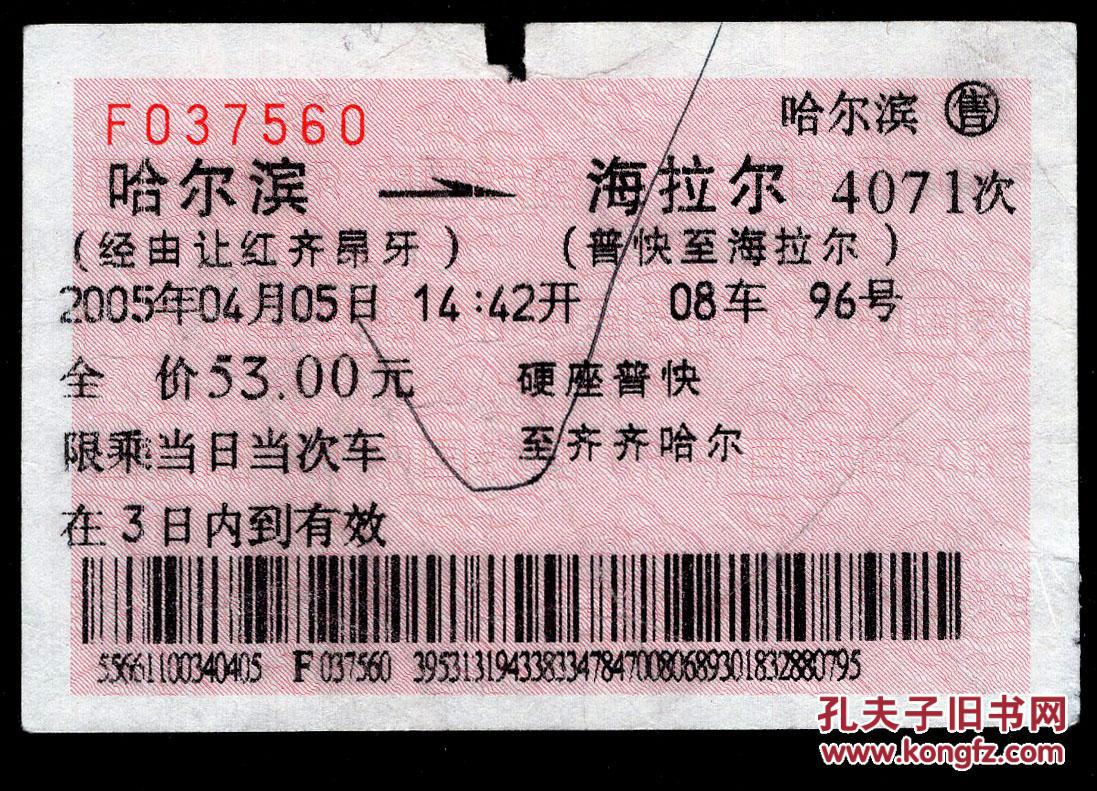 F037560
哈尔滨 售
哈尔滨 → 海拉尔 4071次
(经由让红齐昂牙) (普快至海拉尔)
2005年04月05日 14:42开 08车 96号
全 价53.00元 硬座普快
限乘当日当次车 至齐齐哈尔
在3日内到有效
55661100340405 F037560 39531319433833478470080689301832880795
孔夫子旧书网
www.kongfz.com